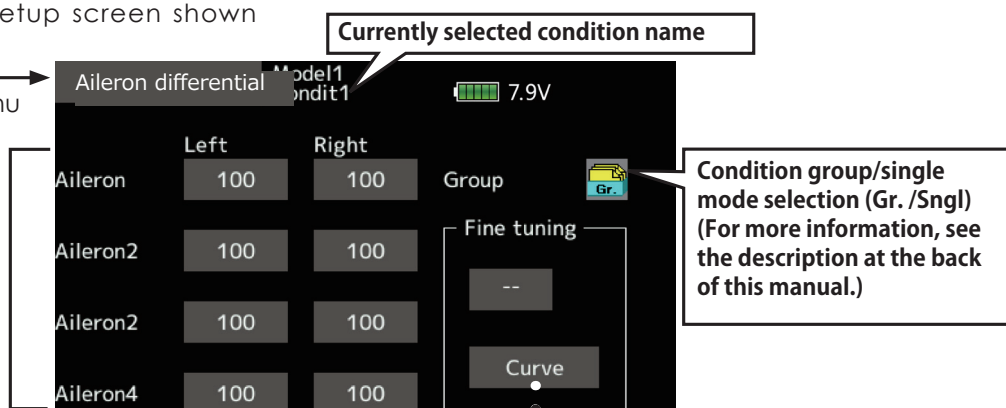 etup screen shown
Currently selected condition name
nu
Aileron differential
Model1
ondit1
7.9V
Left Right
Aileron 100 100 Group Gr.
Condition group/single
mode selection (Gr. /Sngl)
(For more information, see
the description at the back
of this manual.)
Fine tuning
Aileron2 100 100
--
Aileron2 100 100
Curve
Aileron4 100 100